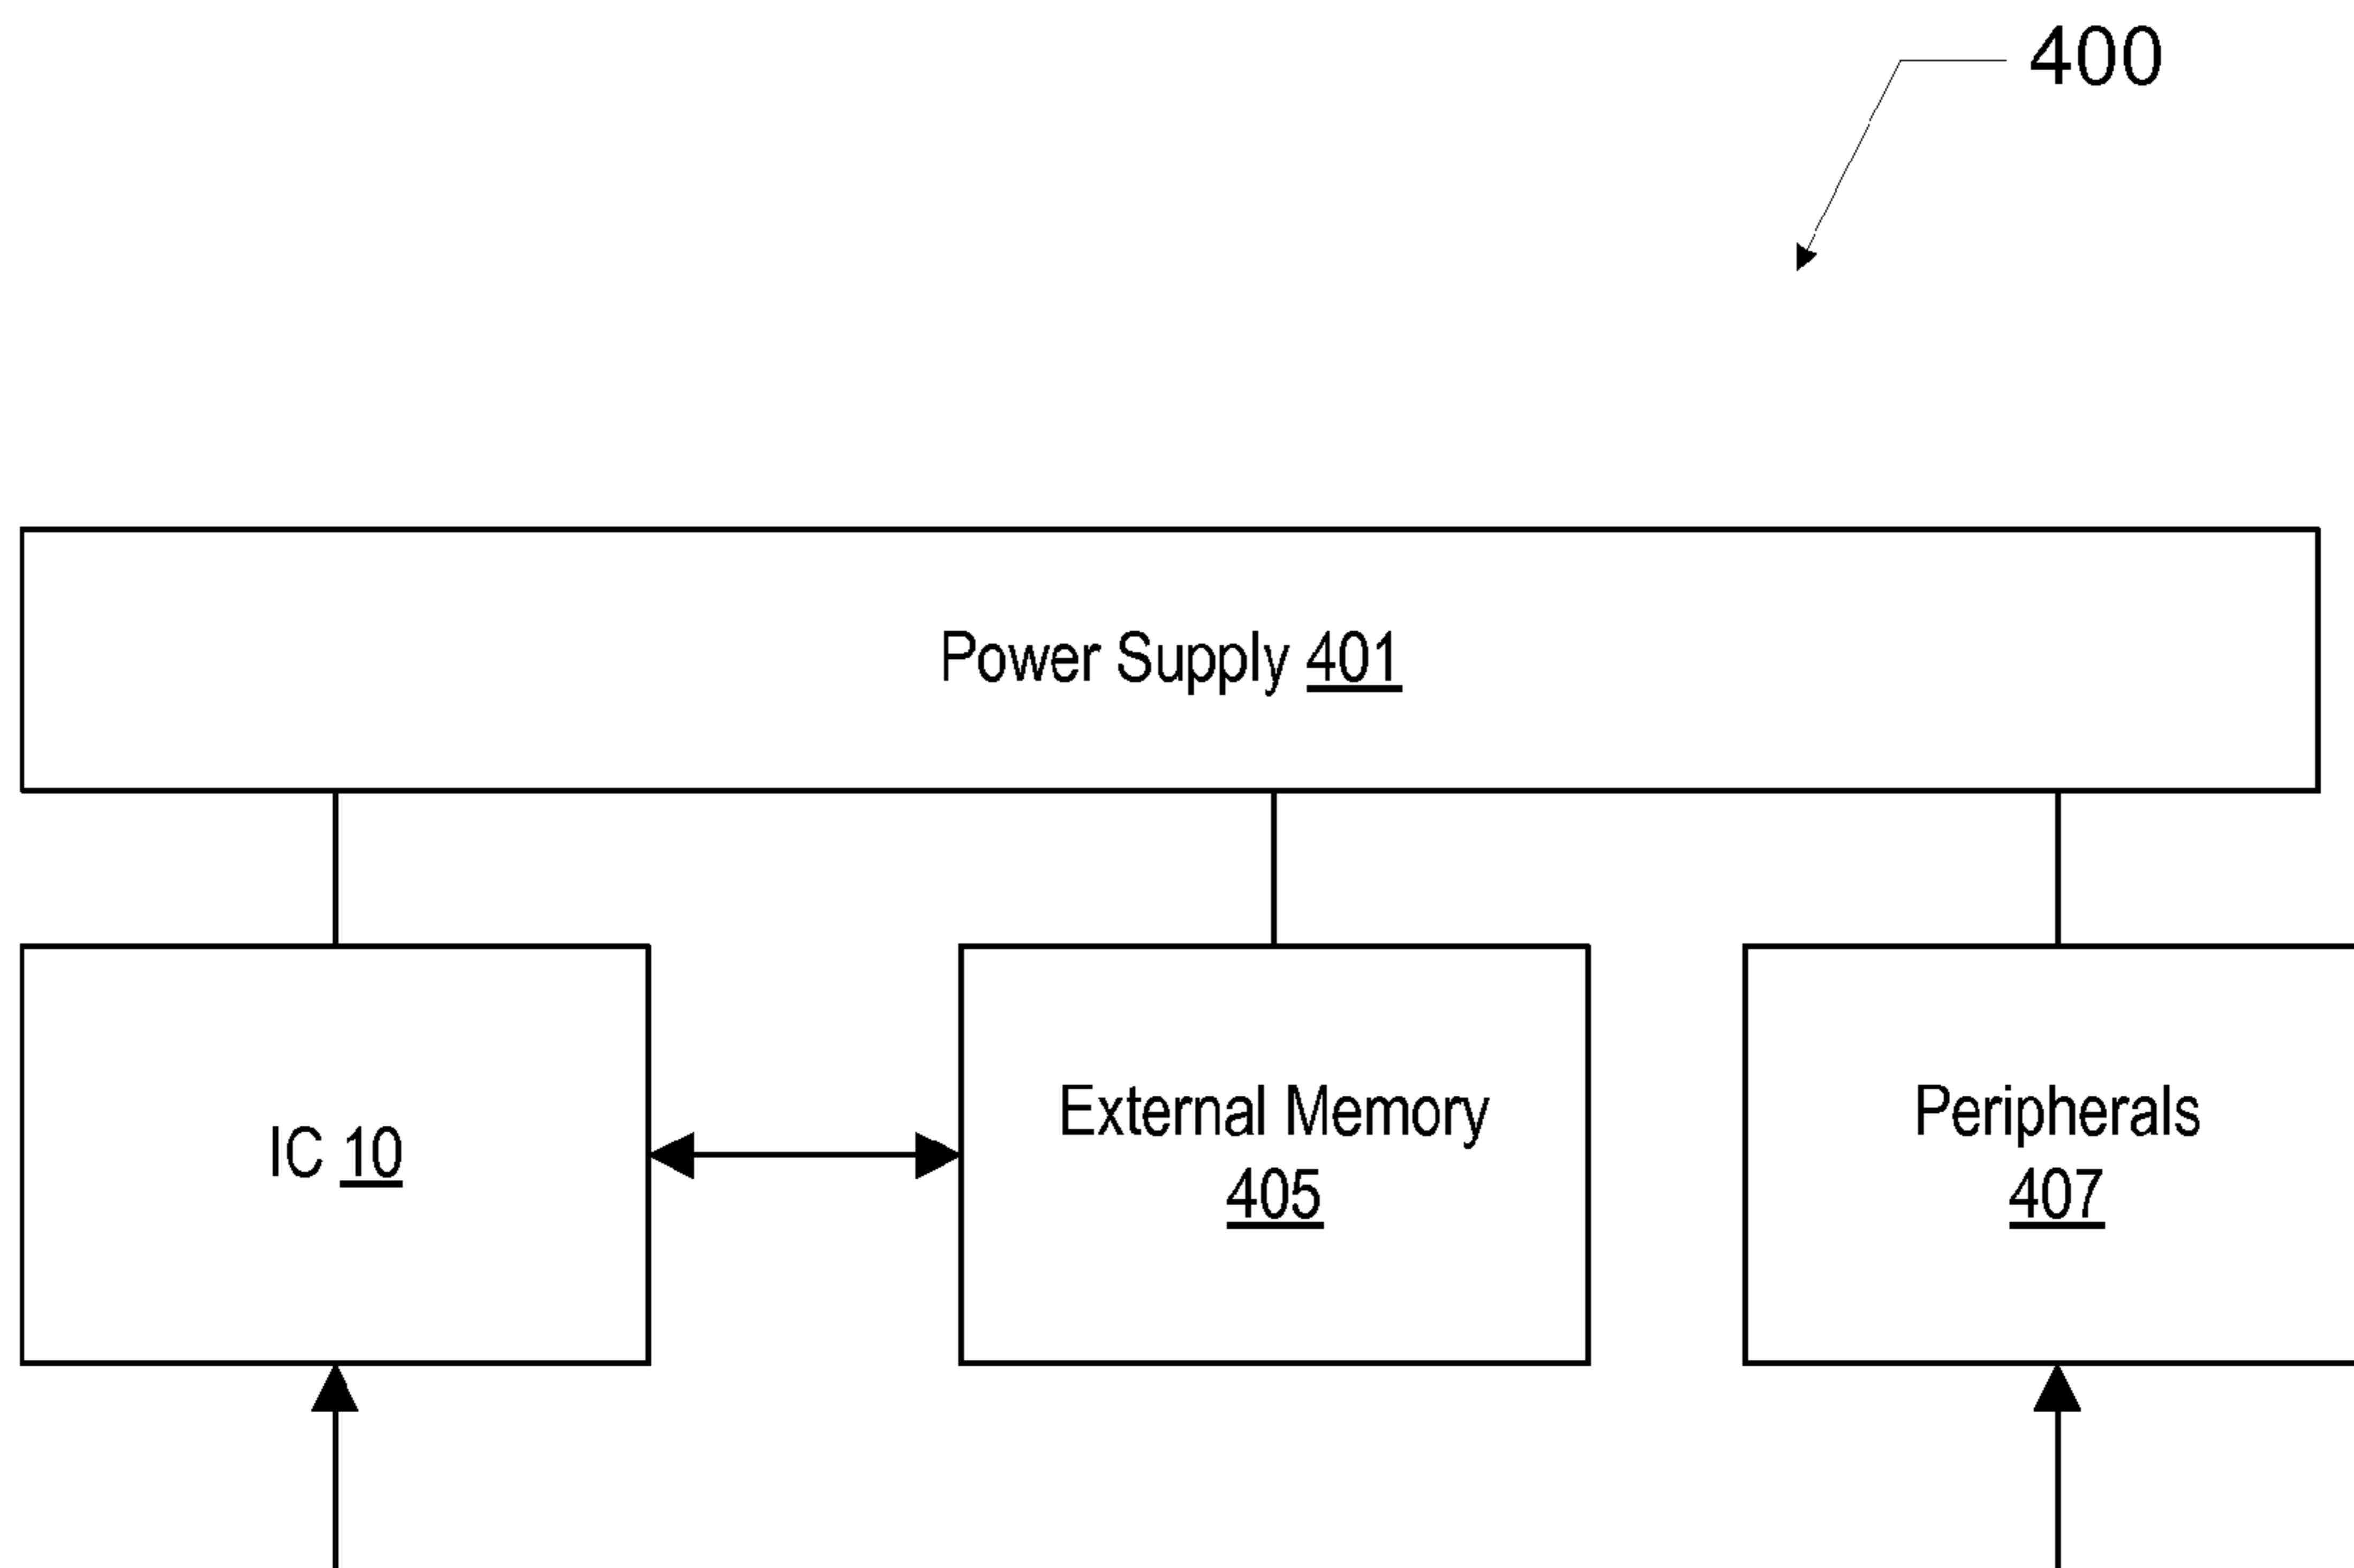 400
Power Supply 401
IC 10
External Memory
405
Peripherals
407